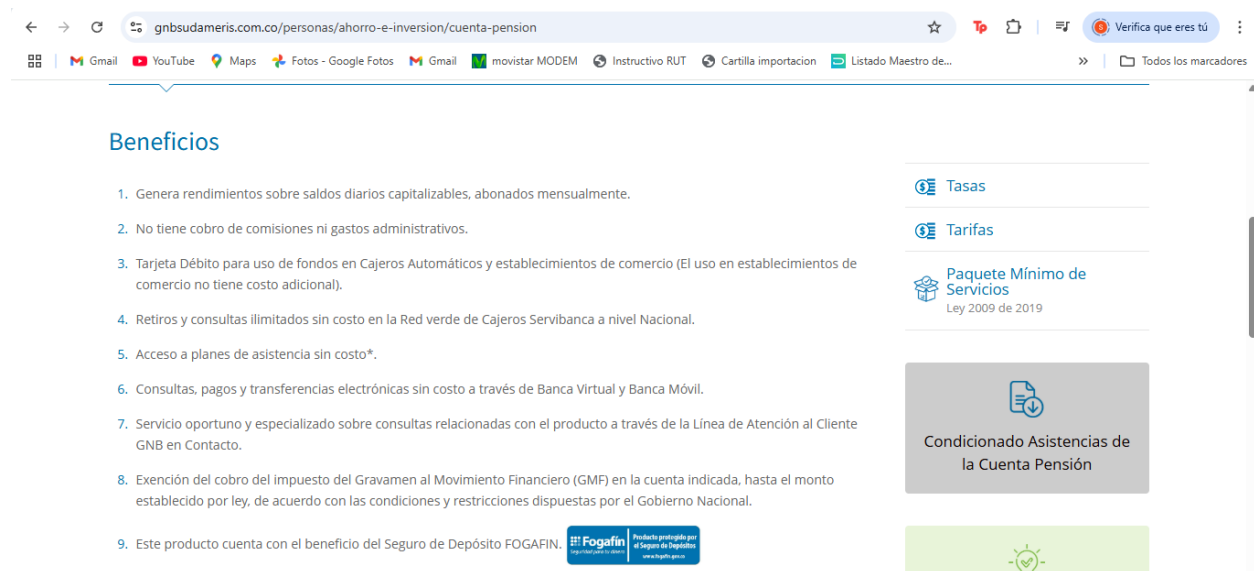 gnbsudameris.com.co/personas/ahorro-e-inversion/cuenta-pension
Verifica que eres tú
Gmail
YouTube
Maps
Fotos - Google Fotos
Gmail
movistar MODEM
Instructivo RUT
Cartilla importacion
Listado Maestro de...
»
Todos los marcadores
Beneficios
1. Genera rendimientos sobre saldos diarios capitalizables, abonados mensualmente.
2. No tiene cobro de comisiones ni gastos administrativos.
3. Tarjeta Débito para uso de fondos en Cajeros Automáticos y establecimientos de comercio (El uso en establecimientos de
comercio no tiene costo adicional).
4. Retiros y consultas ilimitados sin costo en la Red verde de Cajeros Servibanca a nivel Nacional.
5. Acceso a planes de asistencia sin costo*.
6. Consultas, pagos y transferencias electrónicas sin costo a través de Banca Virtual y Banca Móvil.
7. Servicio oportuno y especializado sobre consultas relacionadas con el producto a través de la Línea de Atención al Cliente
GNB en Contacto.
8. Exención del cobro del impuesto del Gravamen al Movimiento Financiero (GMF) en la cuenta indicada, hasta el monto
establecido por ley, de acuerdo con las condiciones y restricciones dispuestas por el Gobierno Nacional.
9. Este producto cuenta con el beneficio del Seguro de Depósito FOGAFIN.
Fogafín
Producto protegido por
el Seguro de Depósitos
www.fogafin.gov.co
Tasas
Tarifas
Paquete Mínimo de
Servicios
Ley 2009 de 2019
Condicionado Asistencias de
la Cuenta Pensión